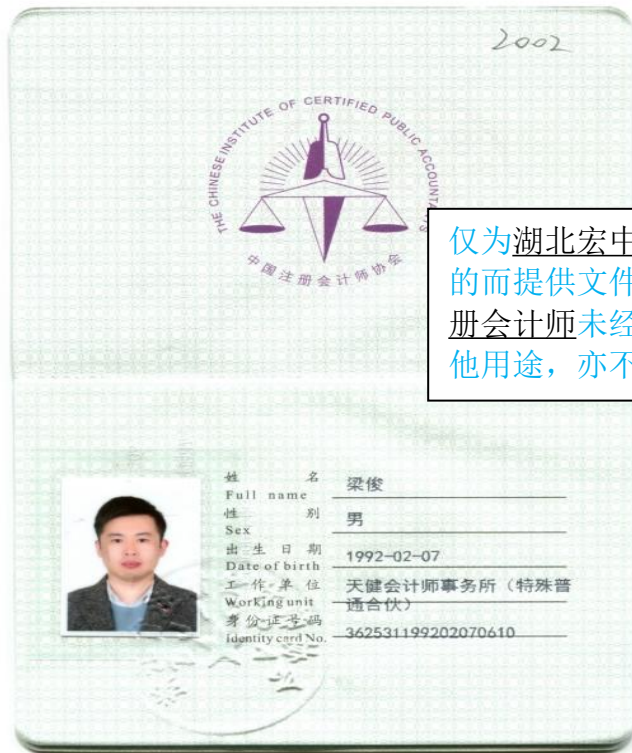 2002
THE CHINESE INSTITUTE OF CERTIFIED PUBLIC ACCOUNTANTS
中国注册会计师协会
仅为湖北宏中
的而提供文件
册会计师未经
他用途，亦不
姓 名
Full name
梁俊
性 别
Sex
男
出生日期
Date of birth
1992-02-07
工作单位
Working unit
天健会计师事务所（特殊普
通合伙）
身份证号码
Identity card No.
362531199202070610